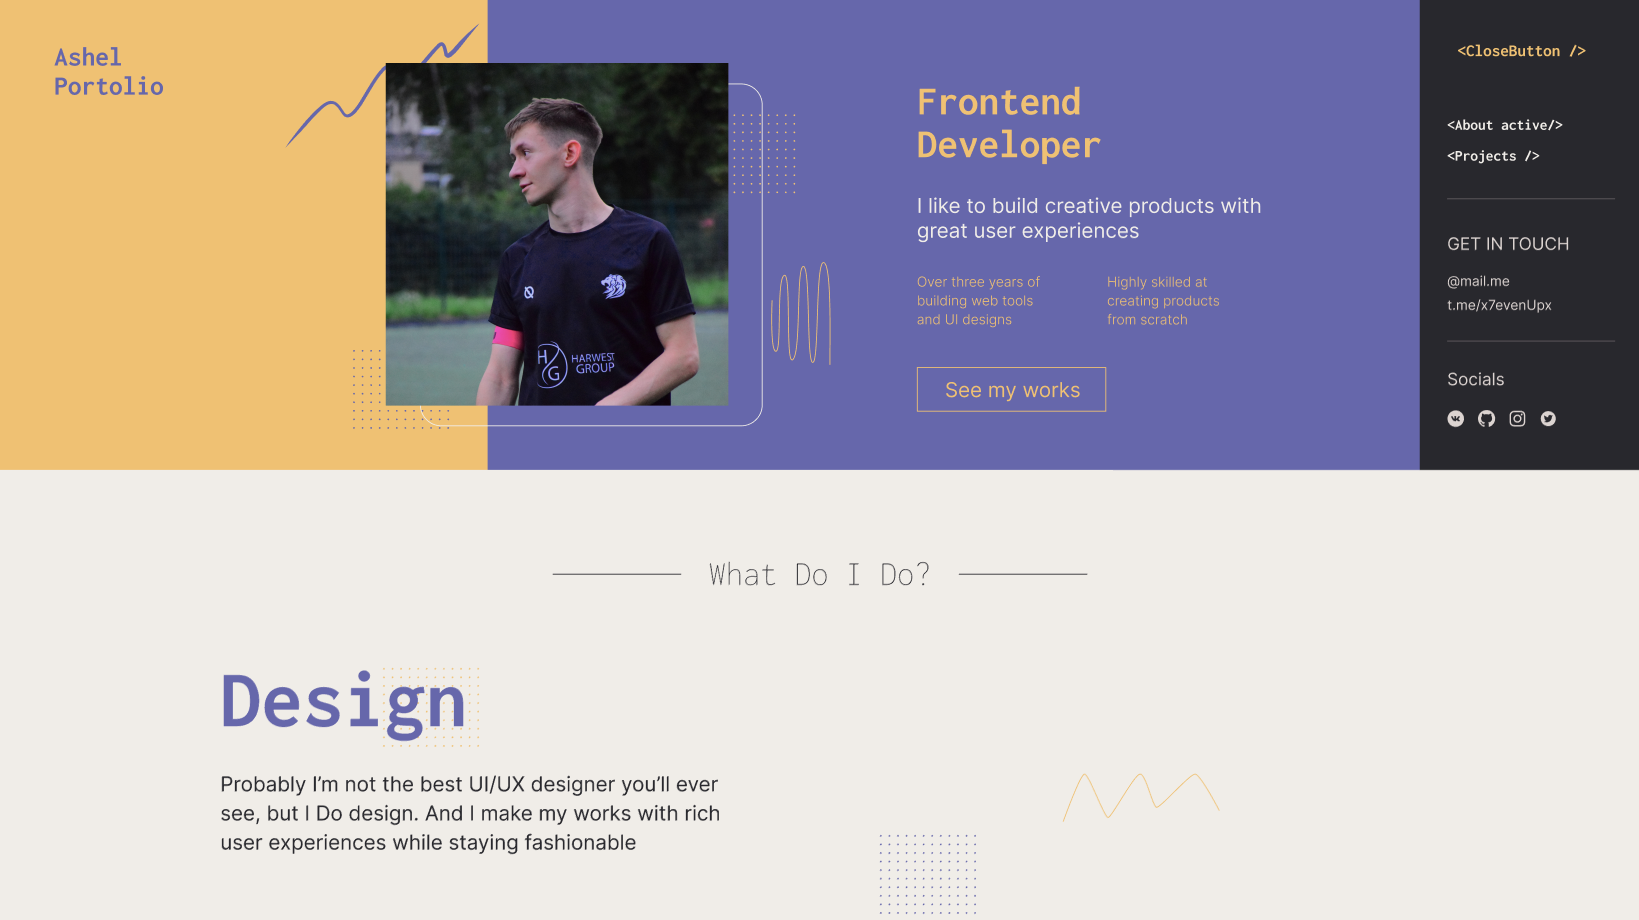 Ashel
Portolio
HARWEST
GROUP
H
G
Frontend
Developer
I like to build creative products with
great user experiences
Over three years of
building web tools
and UI designs
Highly skilled at
creating products
from scratch
See my works
<CloseButton />
<About active/>
<Projects />
GET IN TOUCH
@mail.me
t.me/x7evenUpx
Socials
What Do I Do?
Design
Probably I’m not the best UI/UX designer you’ll ever
see, but I Do design. And I make my works with rich
user experiences while staying fashionable